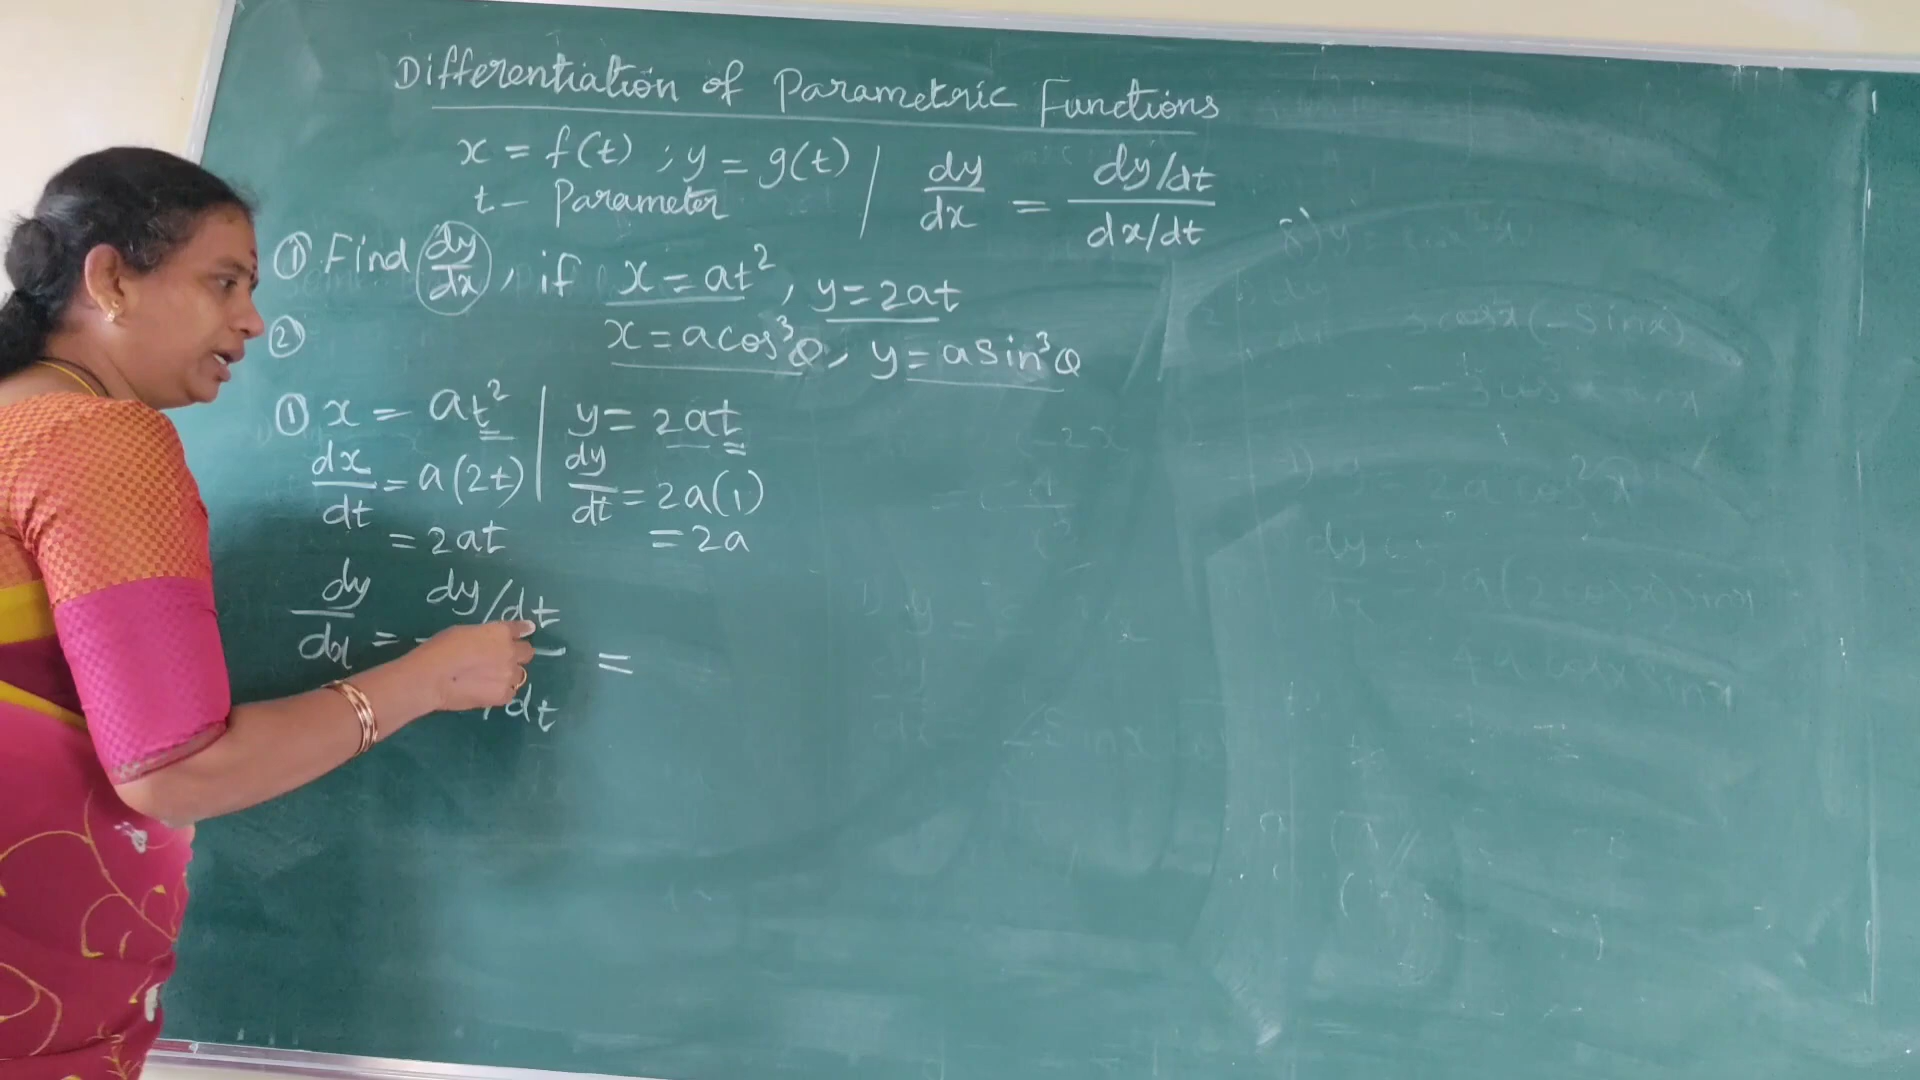 Differentiation of Parametric Functions
x = f(t) ; y = g(t) | dy/dx = (dy/dt)/(dx/dt)
t - Parameter
① Find dy/dx, if x = at², y = 2at
② x = acos³θ, y = asin³θ
① x = at² | y = 2at
dx/dt = a(2t) | dy/dt = 2a(1)
= 2at = 2a
dy/dx = dy/dt =
/dt